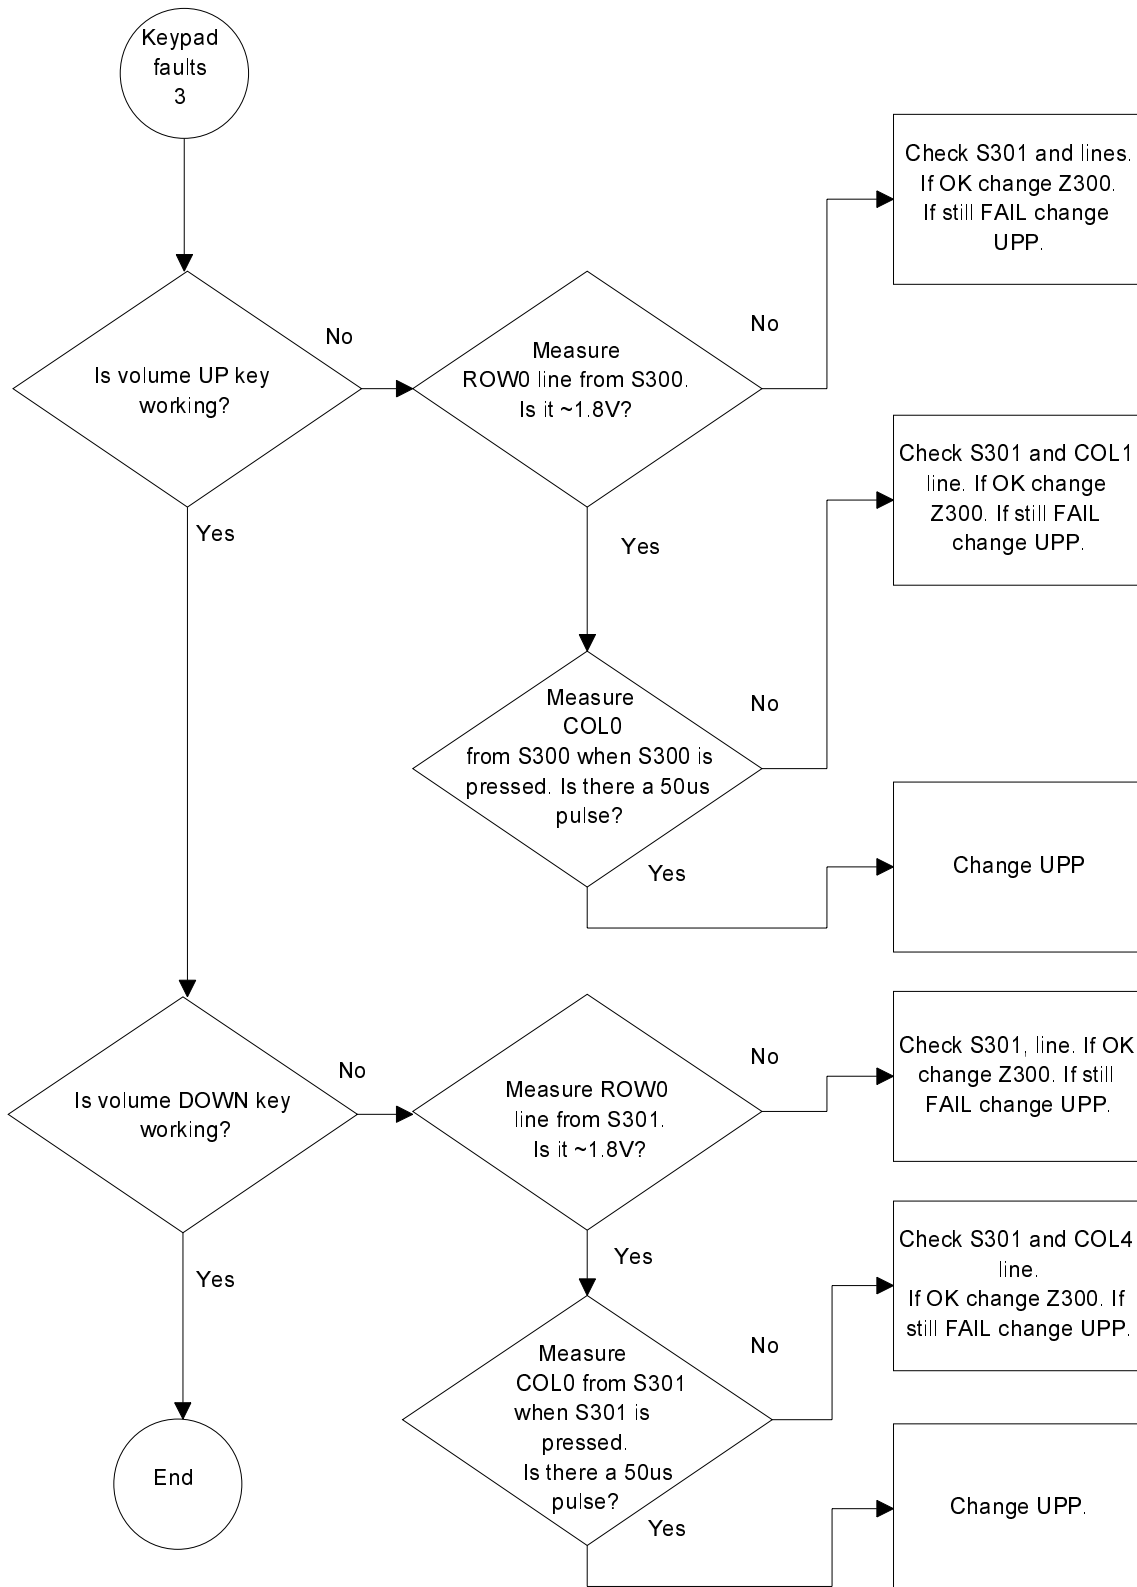 Keypad
faults
3
Check S301 and lines.
If OK change Z300.
If still FAIL change
UPP.
No
No
Is volume UP key
working?
Measure
ROW0 line from S300.
Is it ~1.8V?
Check S301 and COL1
line. If OK change
Z300. If still FAIL
change UPP.
Yes
Yes
Measure
COL0
from S300 when S300 is
pressed. Is there a 50us
pulse?
No
Yes
Change UPP
Is volume DOWN key
working?
No
Measure ROW0
line from S301.
Is it ~1.8V?
No
Check S301, line. If OK
change Z300. If still
FAIL change UPP.
Yes
Yes
Check S301 and COL4
line.
If OK change Z300. If
still FAIL change UPP.
Measure
COL0 from S301
when S301 is
pressed.
Is there a 50us
pulse?
No
Yes
End
Change UPP.